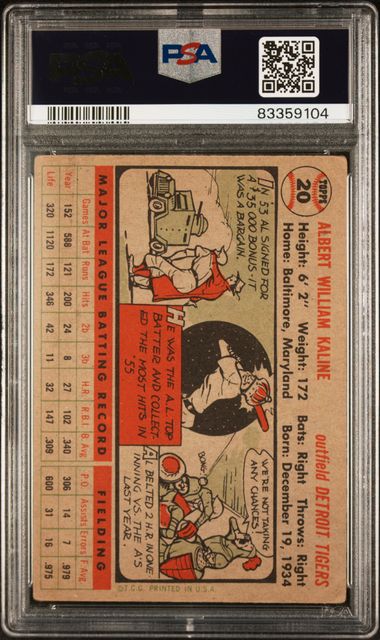 PSA
83359104
TOPPS
20
ALBERT WILLIAM KALINE outfield DETROIT TIGERS
Height: 6' 2" Weight: 172 Bats: Right Throws: Right
Home: Baltimore, Maryland Born: December 19, 1934
IN '53 AL SIGNED FOR
A $35,000 BONUS-IT
WAS A BARGAIN.
HE WAS THE A.L. TOP
BATTER AND COLLECT-
ED THE MOST HITS IN
'55
WE'RE NOT TAKING
ANY CHANCES!
BONG
AL BELTED 2 H.R. IN ONE
INNING VS. THE A'S
LAST YEAR.
MAJOR LEAGUE BATTING RECORD FIELDING
Games At Bat Runs Hits 2b 3b H.R. R.B.I. B. Avg. P.O. Assists Errors F. Avg.
Year 152 588 121 200 24 8 27 102 .340 306 14 7 .979
Life 320 1120 172 346 42 11 32 147 .309 600 31 16 .975
©T.C.G. PRINTED IN U.S.A.